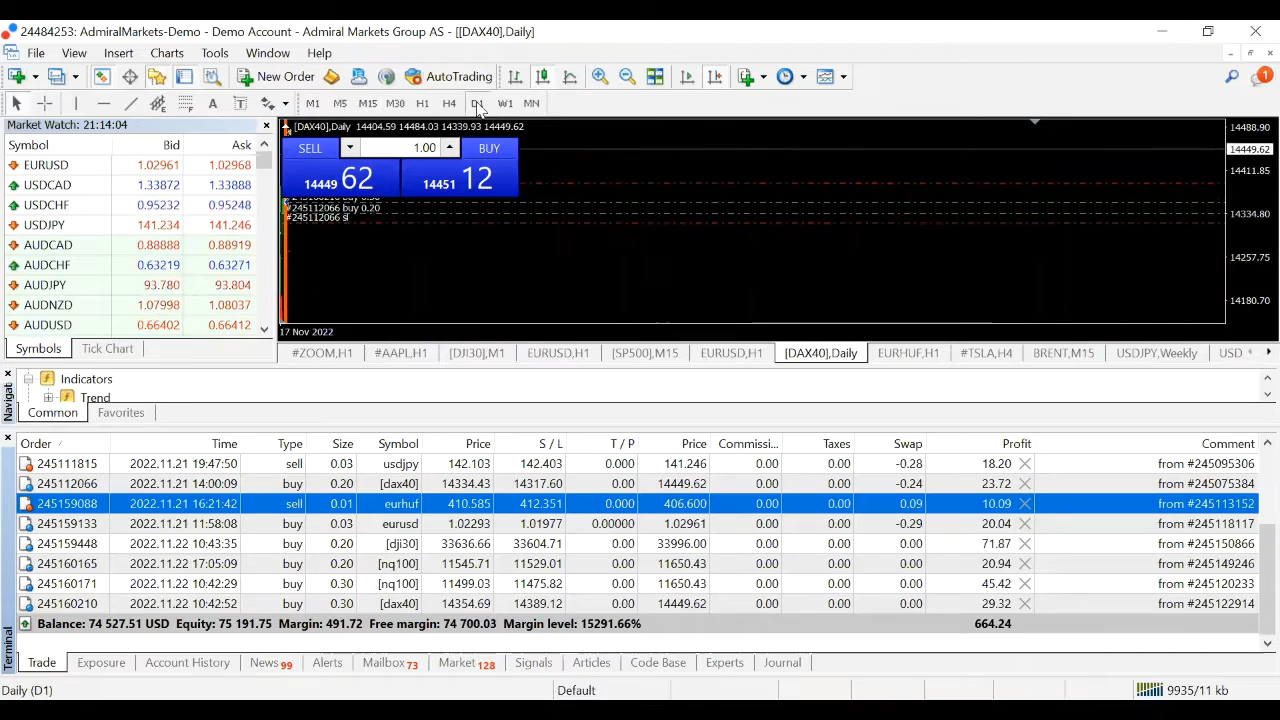 24484253: AdmiralMarkets-Demo - Demo Account - Admiral Markets Group AS - [[DAX40],Daily]
File View Insert Charts Tools Window Help
New Order AutoTrading 1
A T M1 M5 M15 M30 H1 H4 D1 W1 MN
Market Watch: 21:14:04
Symbol Bid Ask
EURUSD 1.02961 1.02968
USDCAD 1.33872 1.33888
USDCHF 0.95232 0.95248
USDJPY 141.234 141.246
AUDCAD 0.88888 0.88919
AUDCHF 0.63219 0.63271
AUDJPY 93.780 93.804
AUDNZD 1.07998 1.08037
AUDUSD 0.66402 0.66412
Symbols Tick Chart
[DAX40],Daily 14404.59 14484.03 14339.93 14449.62
SELL 1.00 BUY
14449 62 14451 12
#245112066 buy 0.20
#245112066 sl
14488.90
14449.62
14411.85
14334.80
14257.75
14180.70
17 Nov 2022
#ZOOM,H1 #AAPL,H1 [DJI30],M1 EURUSD,H1 [SP500],M15 EURUSD,H1 [DAX40],Daily EURHUF,H1 #TSLA,H4 BRENT,M15 USDJPY,Weekly USD
Navigat
Indicators
Trend
Common Favorites
Order Time Type Size Symbol Price S / L T / P Price Commissi... Taxes Swap Profit Comment
245111815 2022.11.21 19:47:50 sell 0.03 usdjpy 142.103 142.403 0.000 141.246 0.00 0.00 -0.28 18.20 from #245095306
245112066 2022.11.21 14:00:09 buy 0.20 [dax40] 14334.43 14317.60 0.00 14449.62 0.00 0.00 -0.24 23.72 from #245075384
245159088 2022.11.21 16:21:42 sell 0.01 eurhuf 410.585 412.351 0.000 406.600 0.00 0.00 0.09 10.09 from #245113152
245159133 2022.11.21 11:58:08 buy 0.03 eurusd 1.02293 1.01977 0.00000 1.02961 0.00 0.00 -0.29 20.04 from #245118117
245159448 2022.11.22 10:43:35 buy 0.20 [dji30] 33636.66 33604.71 0.00 33996.00 0.00 0.00 0.00 71.87 from #245150866
245160165 2022.11.22 17:05:09 buy 0.20 [nq100] 11545.71 11529.01 0.00 11650.43 0.00 0.00 0.00 20.94 from #245149246
245160171 2022.11.22 10:42:29 buy 0.30 [nq100] 11499.03 11475.82 0.00 11650.43 0.00 0.00 0.00 45.42 from #245120233
245160210 2022.11.22 10:42:52 buy 0.30 [dax40] 14354.69 14389.12 0.00 14449.62 0.00 0.00 0.00 29.32 from #245122914
Balance: 74 527.51 USD Equity: 75 191.75 Margin: 491.72 Free margin: 74 700.03 Margin level: 15291.66% 664.24
Terminal
Trade Exposure Account History News 99 Alerts Mailbox 73 Market 128 Signals Articles Code Base Experts Journal
Daily (D1) Default 9935/11 kb